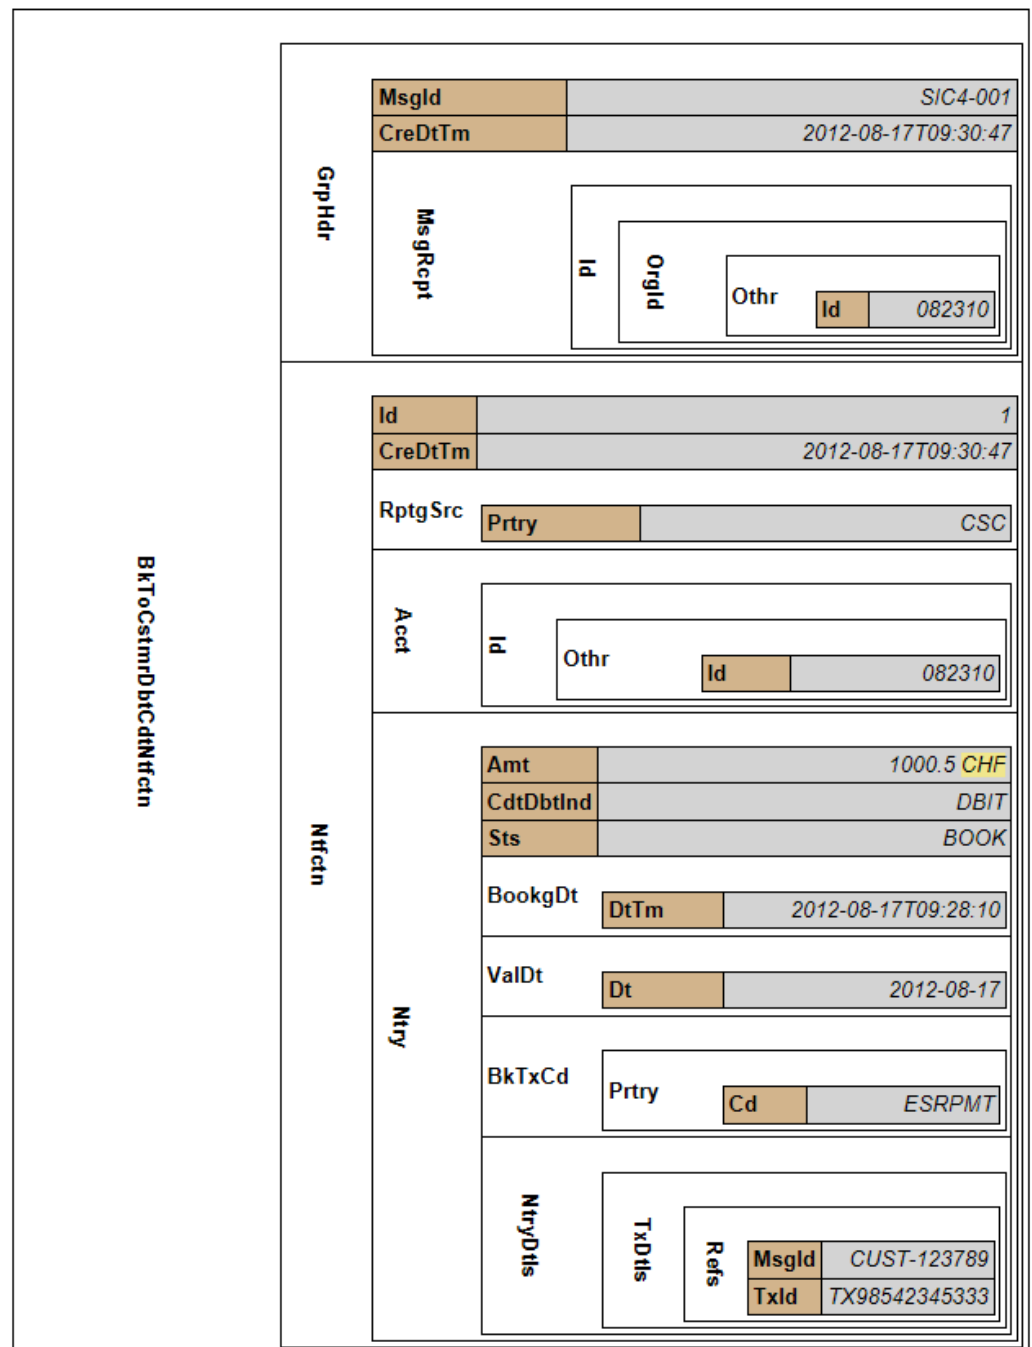 BkToCstmrDbtCdtNtfctn
GrpHdr
MsgId SIC4-001
CreDtTm 2012-08-17T09:30:47
MsgRcpt
Id
OrgId
Othr
Id 082310
Ntfctn
Id 1
CreDtTm 2012-08-17T09:30:47
RptgSrc
Prtry CSC
Acct
Id
Othr
Id 082310
Ntry
Amt 1000.5 CHF
CdtDbtInd DBIT
Sts BOOK
BookgDt
DtTm 2012-08-17T09:28:10
ValDt
Dt 2012-08-17
BkTxCd
Prtry
Cd ESRPMT
NtryDtls
TxDtls
Refs
MsgId CUST-123789
TxId TX98542345333